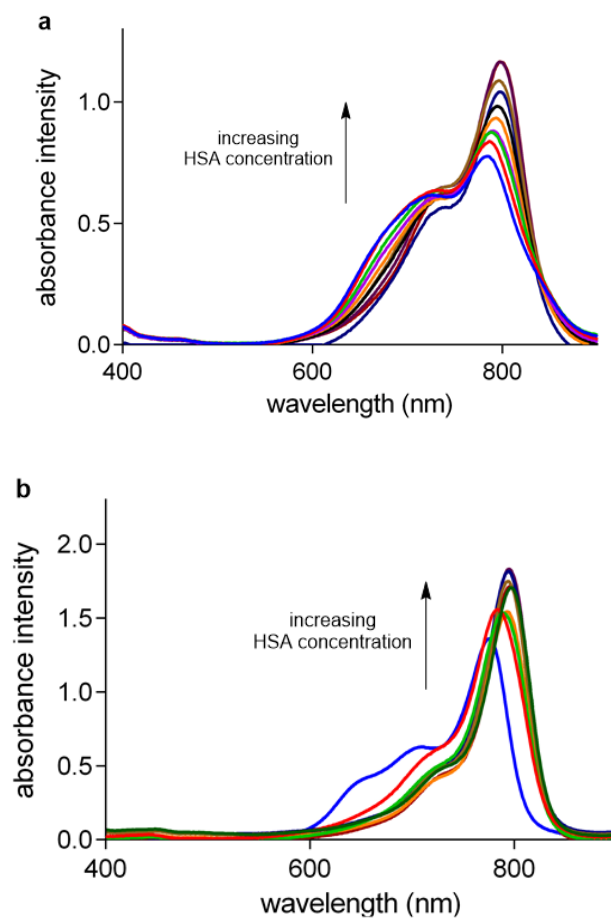 a
absorbance intensity
1.0
0.5
0.0
increasing
HSA concentration
400
600
800
wavelength (nm)
b
absorbance intensity
2.0
1.5
1.0
0.5
0.0
increasing
HSA concentration
400
600
800
wavelength (nm)